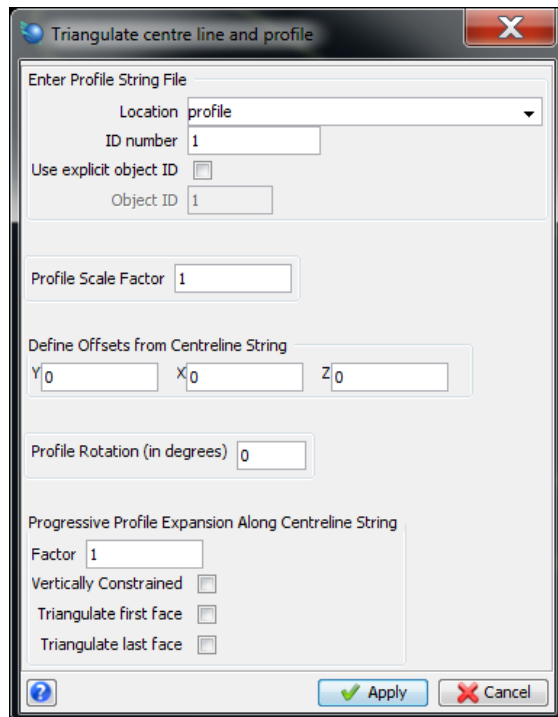 Triangulate centre line and profile
Enter Profile String File
Location profile
ID number 1
Use explicit object ID
Object ID 1
Profile Scale Factor 1
Define Offsets from Centreline String
Y 0 X 0 Z 0
Profile Rotation (in degrees) 0
Progressive Profile Expansion Along Centreline String
Factor 1
Vertically Constrained
Triangulate first face
Triangulate last face
? Apply Cancel